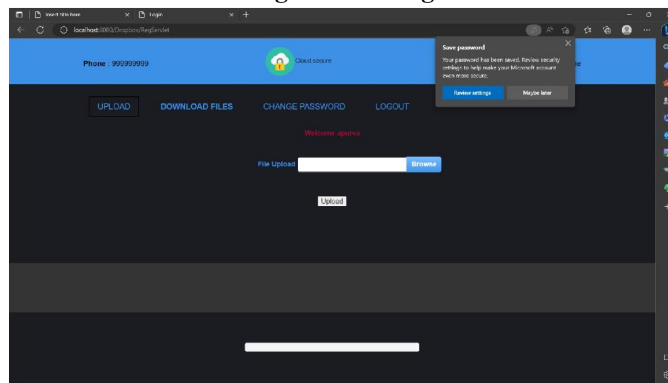 Insert title here
Login
localhost:8080/Dropbox/RegServlet
Phone : 999999999
Cloud secure
Save password
Your password has been saved. Review security
settings to help make your Microsoft account
even more secure.
Review settings
Maybe later
UPLOAD
DOWNLOAD FILES
CHANGE PASSWORD
LOGOUT
Welcome apurva
File Upload
Browse
Upload